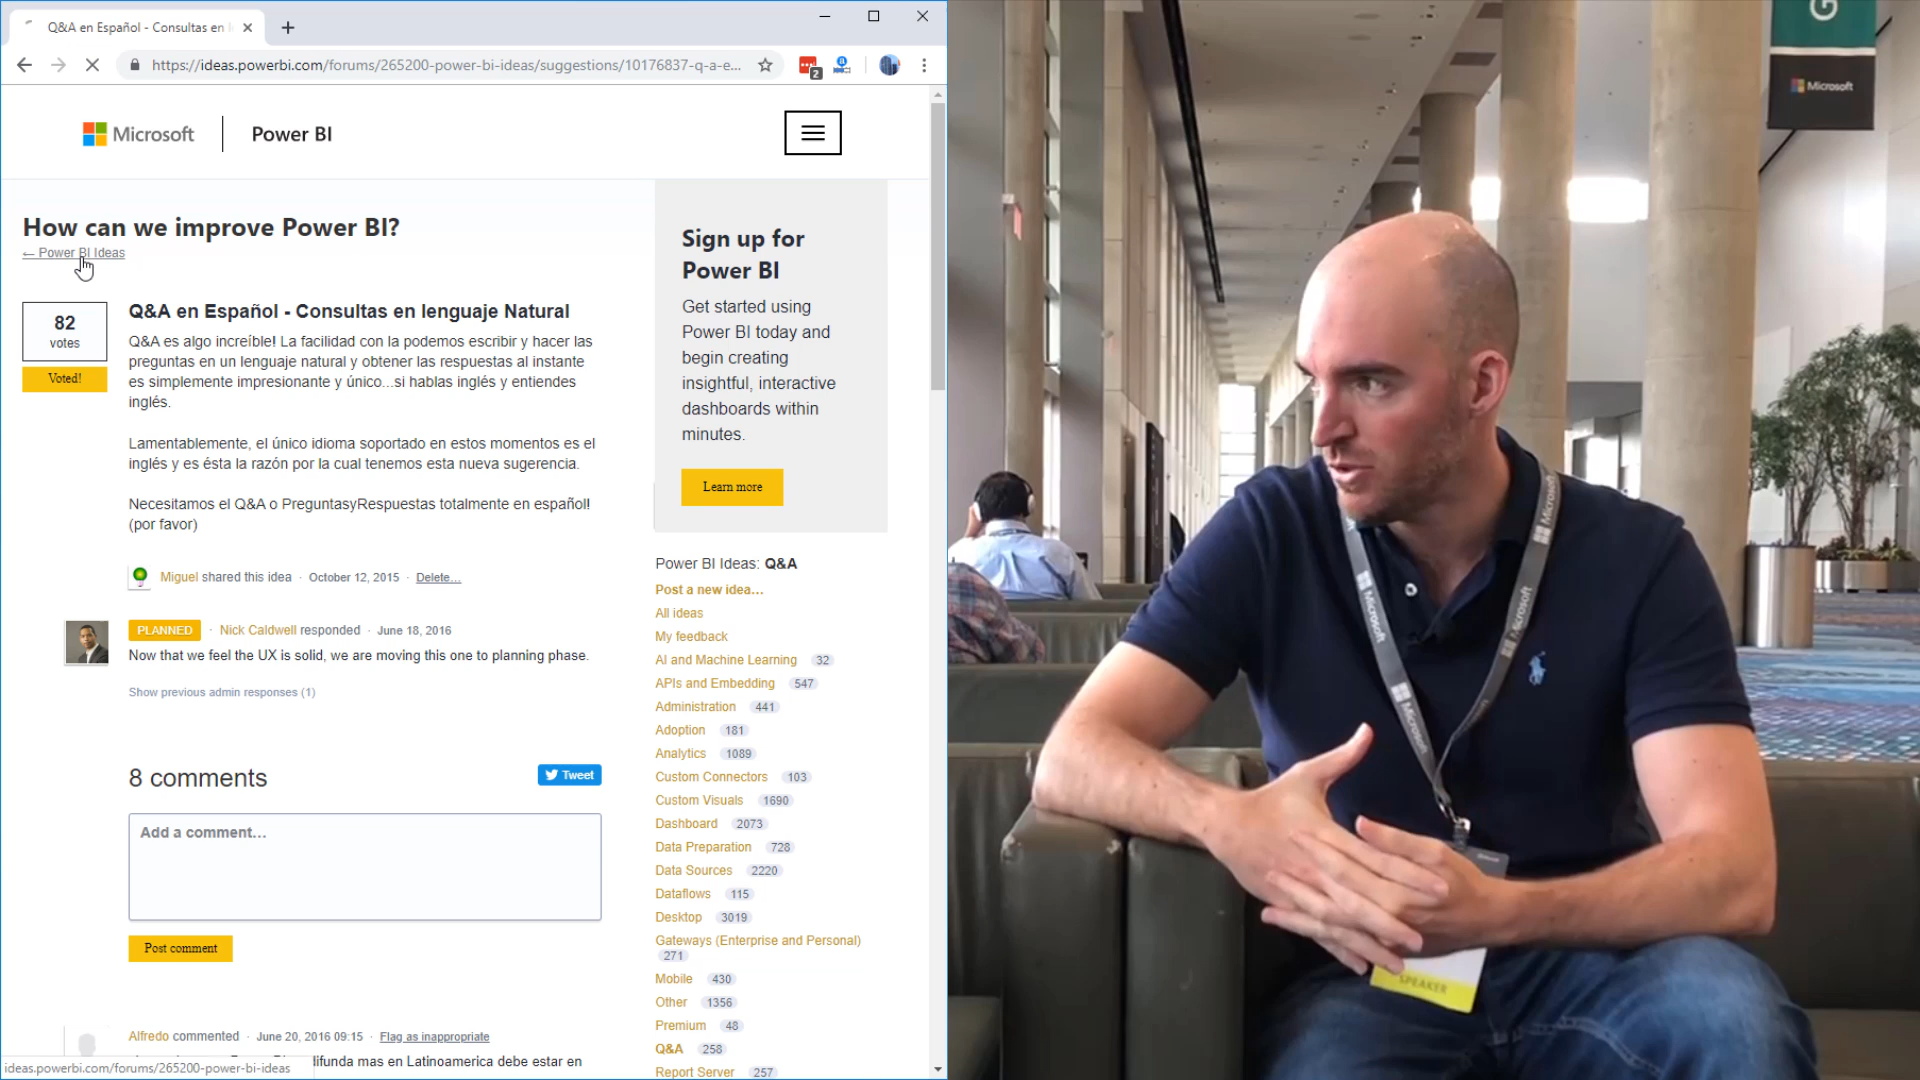 Q&A en Español - Consultas en l
https://ideas.powerbi.com/forums/265200-power-bi-ideas/suggestions/10176837-q-a-e...
2
Microsoft
Power BI
How can we improve Power BI?
← Power BI Ideas
82
votes
Voted!
Q&A en Español - Consultas en lenguaje Natural
Q&A es algo increíble! La facilidad con la podemos escribir y hacer las
preguntas en un lenguaje natural y obtener las respuestas al instante
es simplemente impresionante y único...si hablas inglés y entiendes
inglés.
Lamentablemente, el único idioma soportado en estos momentos es el
inglés y es ésta la razón por la cual tenemos esta nueva sugerencia.
Necesitamos el Q&A o PreguntasyRespuestas totalmente en español!
(por favor)
Miguel shared this idea · October 12, 2015 · Delete...
PLANNED · Nick Caldwell responded · June 18, 2016
Now that we feel the UX is solid, we are moving this one to planning phase.
Show previous admin responses (1)
8 comments
Tweet
Add a comment...
Post comment
Alfredo commented · June 20, 2016 09:15 · Flag as inappropriate
difunda mas en Latinoamerica debe estar en
ideas.powerbi.com/forums/265200-power-bi-ideas
Sign up for
Power BI
Get started using
Power BI today and
begin creating
insightful, interactive
dashboards within
minutes.
Learn more
Power BI Ideas: Q&A
Post a new idea...
All ideas
My feedback
AI and Machine Learning 32
APIs and Embedding 547
Administration 441
Adoption 181
Analytics 1089
Custom Connectors 103
Custom Visuals 1690
Dashboard 2073
Data Preparation 728
Data Sources 2220
Dataflows 115
Desktop 3019
Gateways (Enterprise and Personal)
271
Mobile 430
Other 1356
Premium 48
Q&A 258
Report Server 257
G
Microsoft
Microsoft
Microsoft
Microsoft
Microsoft
SPEAKER